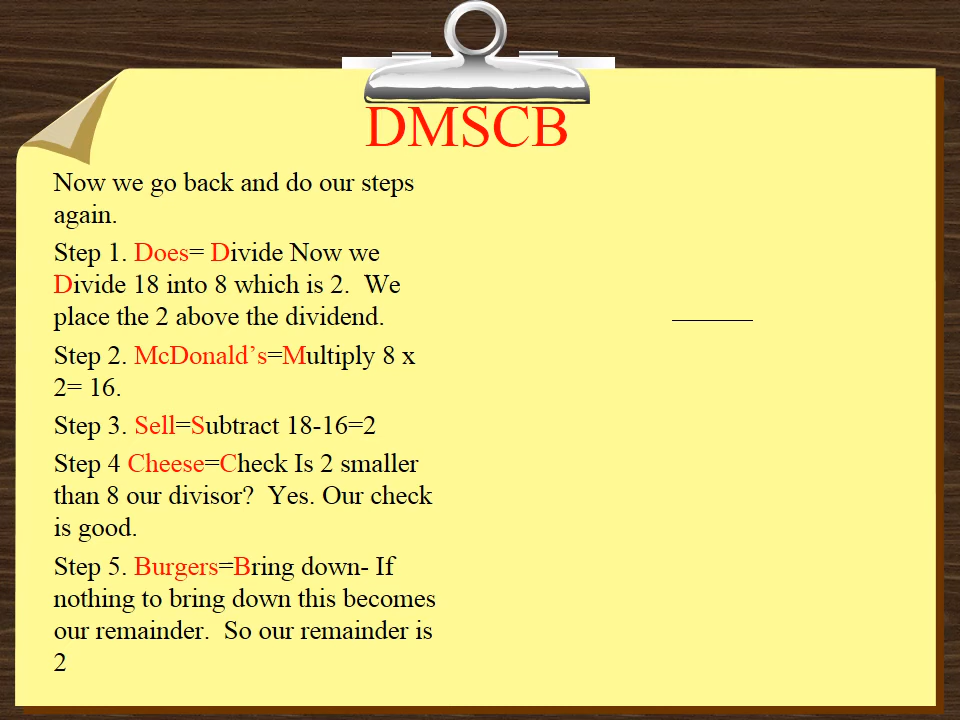 DMSCB
Now we go back and do our steps
again.
Step 1. Does= Divide Now we
Divide 18 into 8 which is 2.  We
place the 2 above the dividend.
Step 2. McDonald’s=Multiply 8 x
2= 16.
Step 3. Sell=Subtract 18-16=2
Step 4 Cheese=Check Is 2 smaller
than 8 our divisor?  Yes. Our check
is good.
Step 5. Burgers=Bring down- If
nothing to bring down this becomes
our remainder.  So our remainder is
2